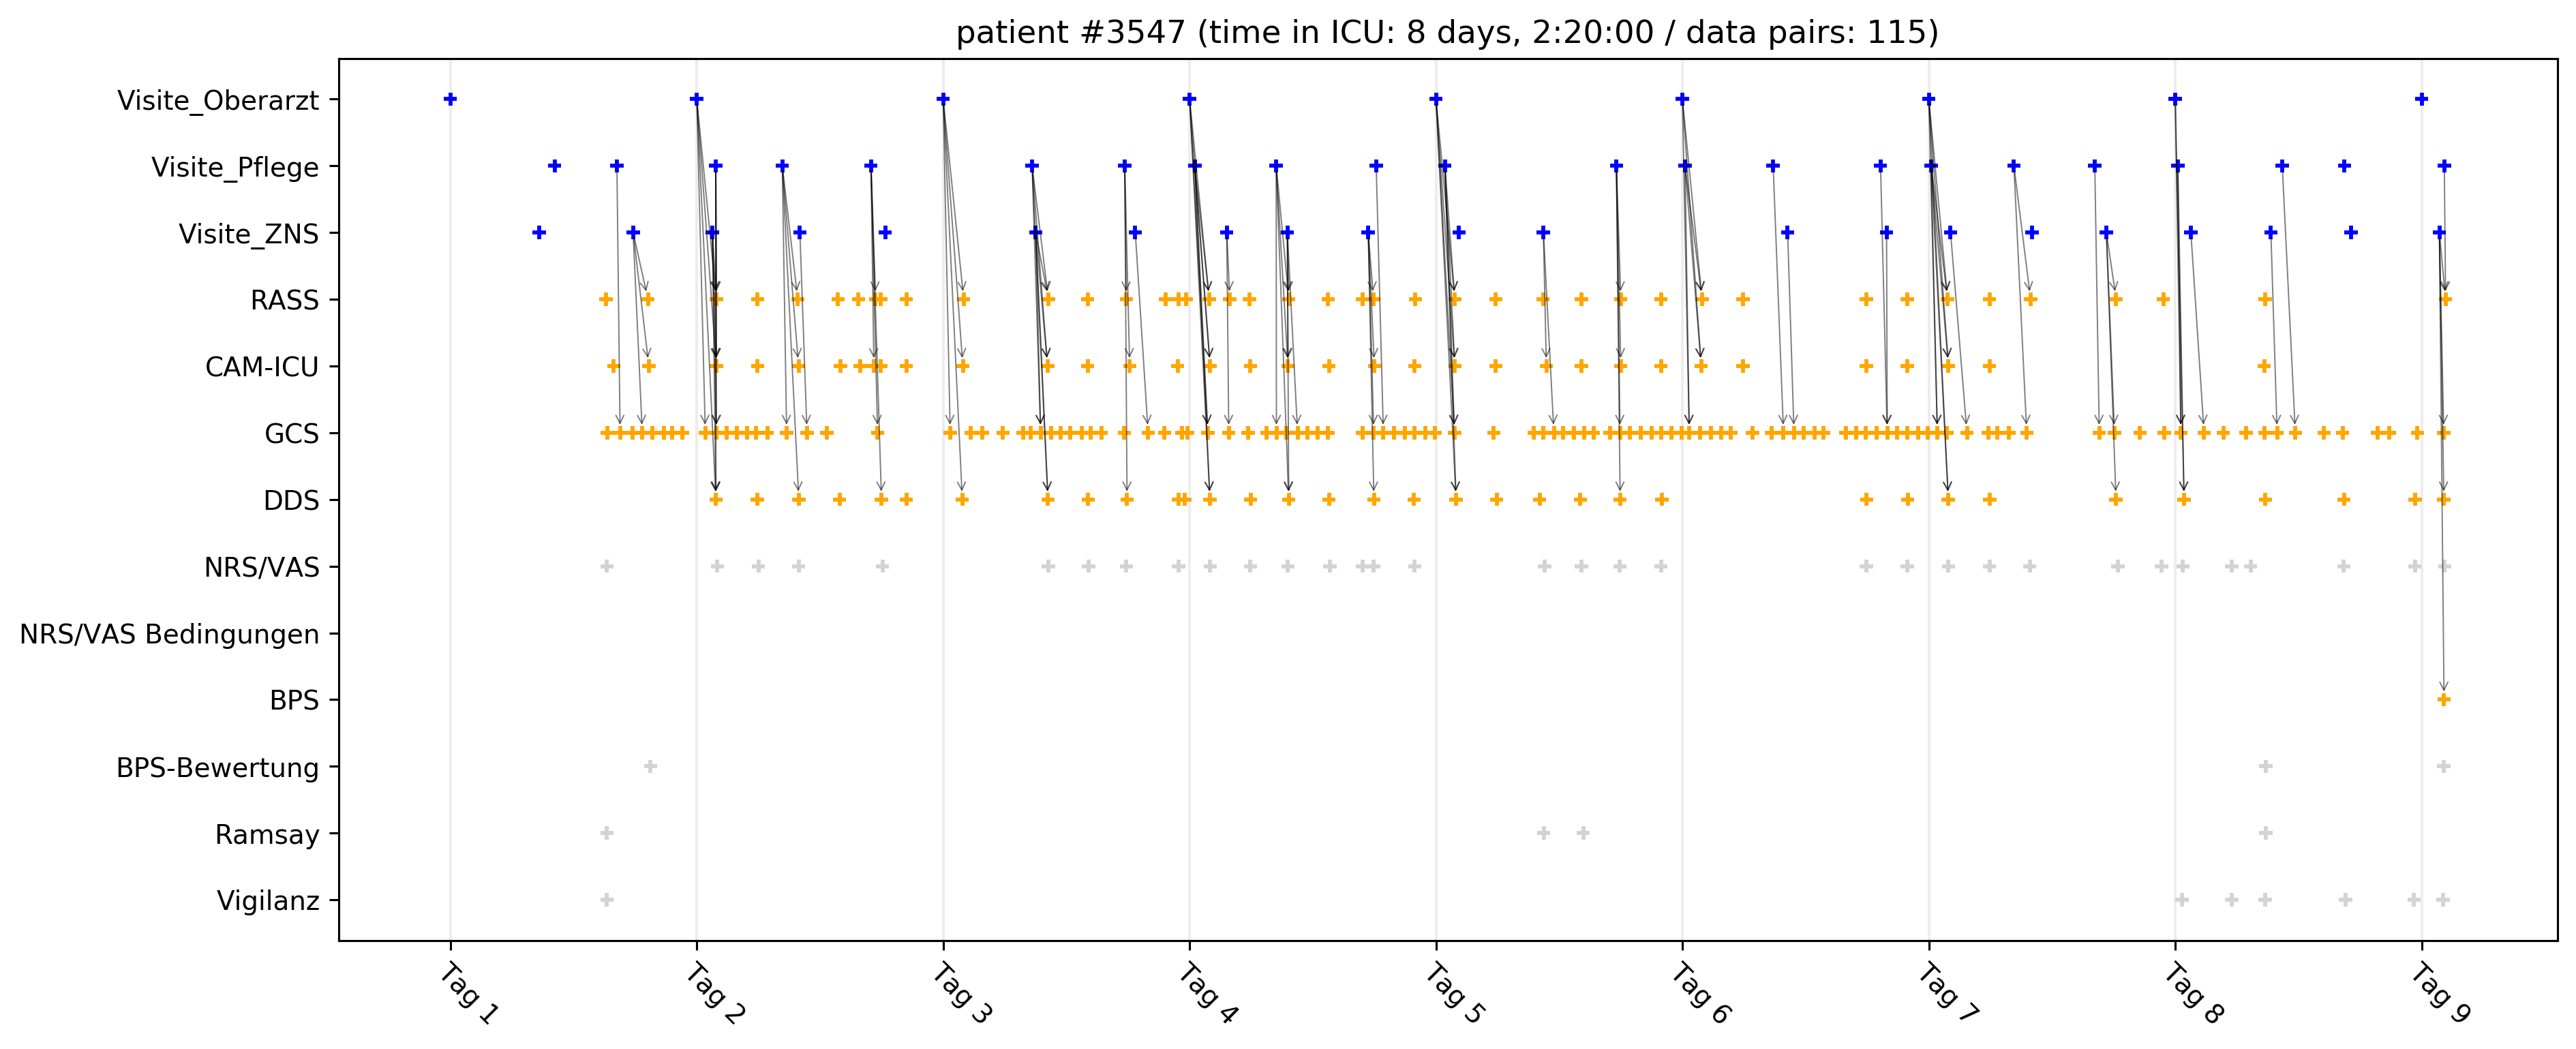 patient #3547 (time in ICU: 8 days, 2:20:00 / data pairs: 115)
Visite_Oberarzt
Visite_Pflege
Visite_ZNS
RASS
CAM-ICU
GCS
DDS
NRS/VAS
NRS/VAS Bedingungen
BPS
BPS-Bewertung
Ramsay
Vigilanz
Tag 1
Tag 2
Tag 3
Tag 4
Tag 5
Tag 6
Tag 7
Tag 8
Tag 9